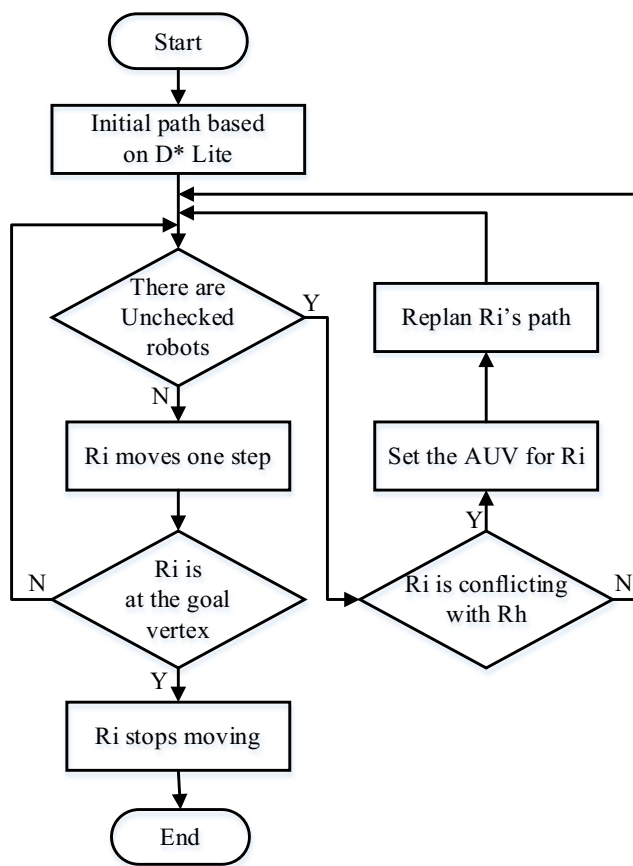 Start
Initial path based
on D* Lite
There are
Unchecked
robots
Y
N
Replan Ri’s path
Ri moves one step
Set the AUV for Ri
Y
N
Ri is
at the goal
vertex
Ri is conflicting
with Rh
N
Y
Ri stops moving
End